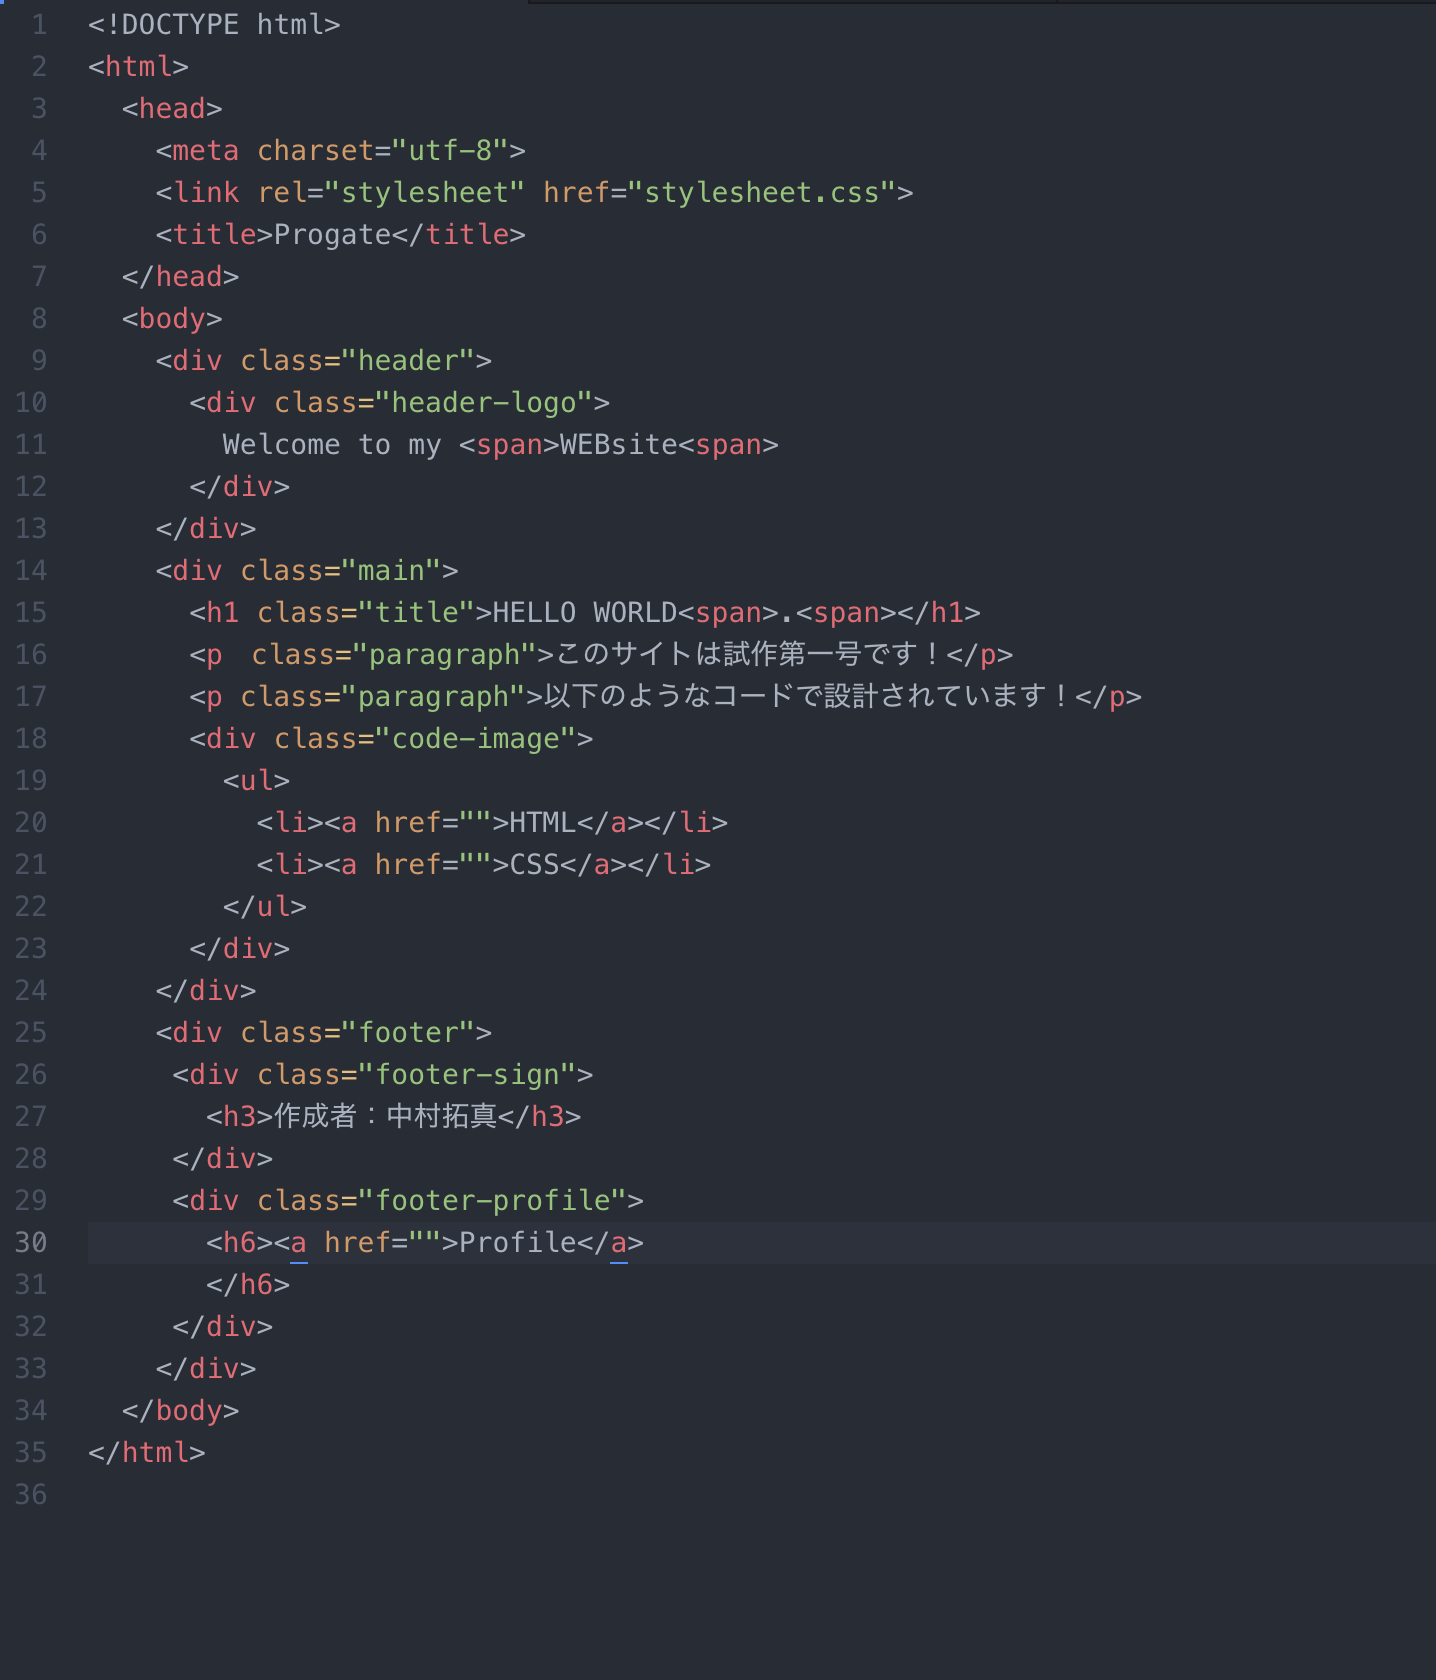 1 <!DOCTYPE html>
2 <html>
3   <head>
4     <meta charset="utf-8">
5     <link rel="stylesheet" href="stylesheet.css">
6     <title>Progate</title>
7   </head>
8   <body>
9     <div class="header">
10       <div class="header-logo">
11         Welcome to my <span>WEBsite<span>
12       </div>
13     </div>
14     <div class="main">
15       <h1 class="title">HELLO WORLD<span>.<span></h1>
16       <p　class="paragraph">このサイトは試作第一号です！</p>
17       <p class="paragraph">以下のようなコードで設計されています！</p>
18       <div class="code-image">
19         <ul>
20           <li><a href="">HTML</a></li>
21           <li><a href="">CSS</a></li>
22         </ul>
23       </div>
24     </div>
25     <div class="footer">
26      <div class="footer-sign">
27        <h3>作成者：中村拓真</h3>
28      </div>
29      <div class="footer-profile">
30        <h6><a href="">Profile</a>
31        </h6>
32      </div>
33     </div>
34   </body>
35 </html>
36